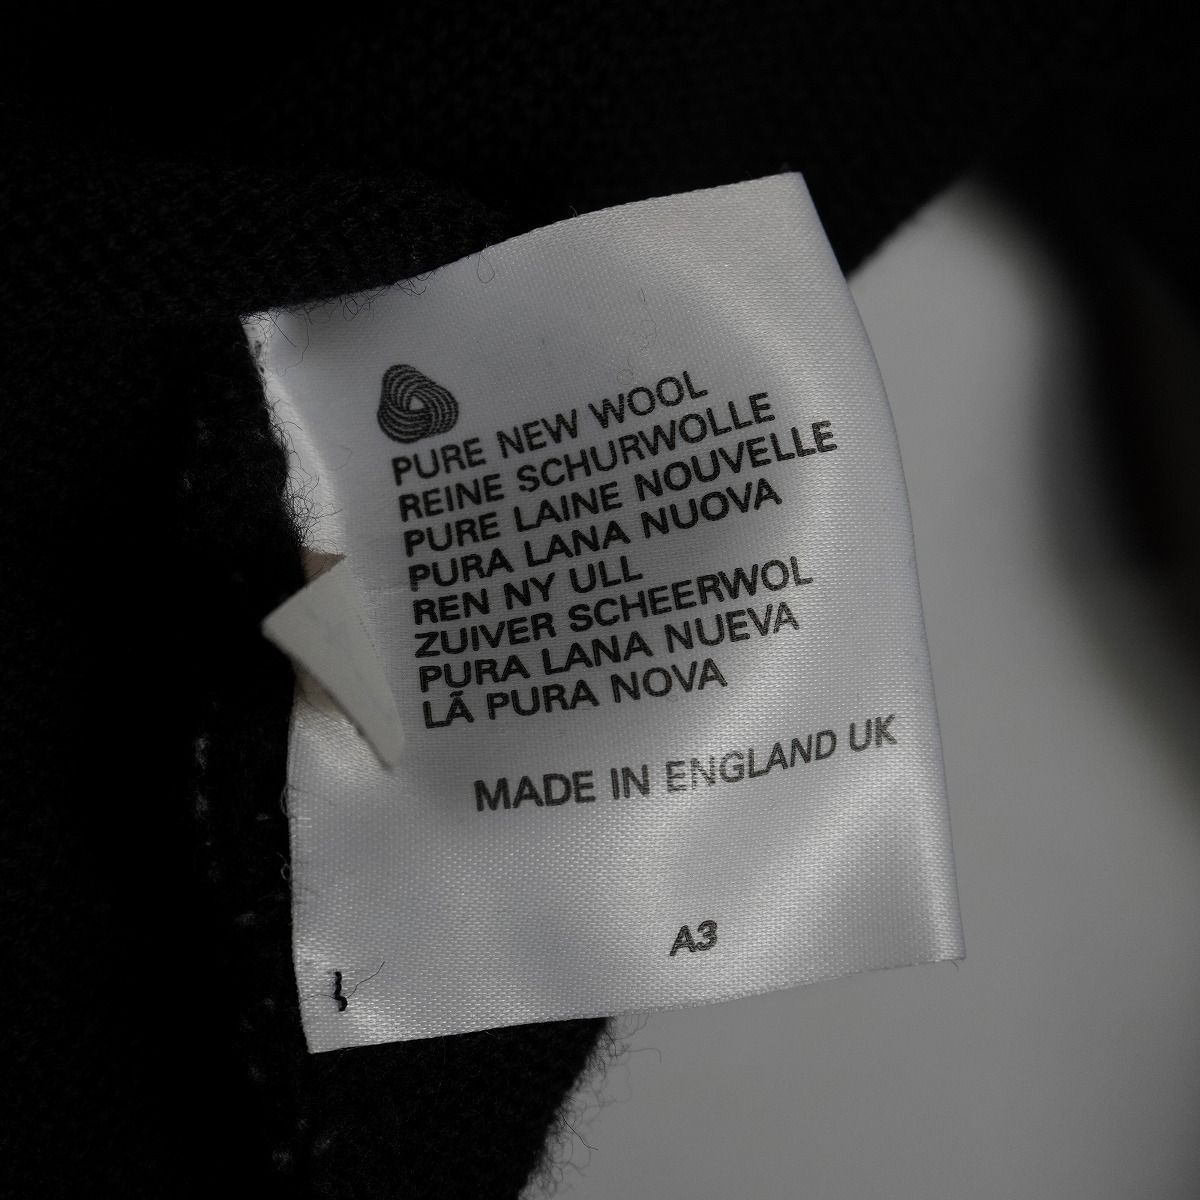 PURE NEW WOOL
REINE SCHURWOLLE
PURE LAINE NOUVELLE
PURA LANA NUOVA
REN NY ULL
ZUIVER SCHEERWOL
PURA LANA NUEVA
LÃ PURA NOVA
MADE IN ENGLAND UK
A3